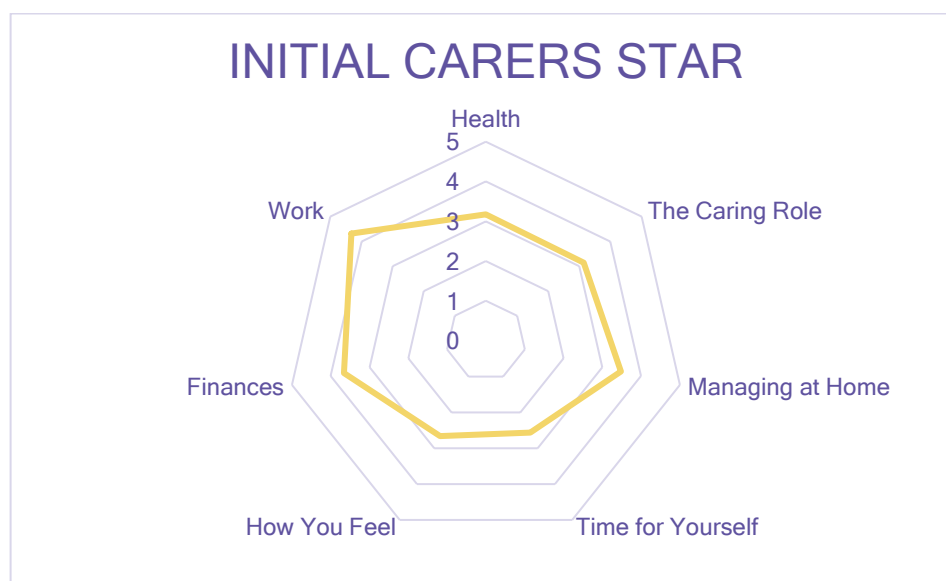 INITIAL CARERS STAR
Health
5
4
3
2
1
0
Work
The Caring Role
Finances
Managing at Home
How You Feel
Time for Yourself